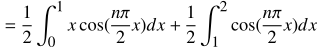 = \frac{1}{2} \int_0^1 x \cos(\frac{n\pi}{2} x) dx + \frac{1}{2} \int_1^2 \cos(\frac{n\pi}{2} x) dx